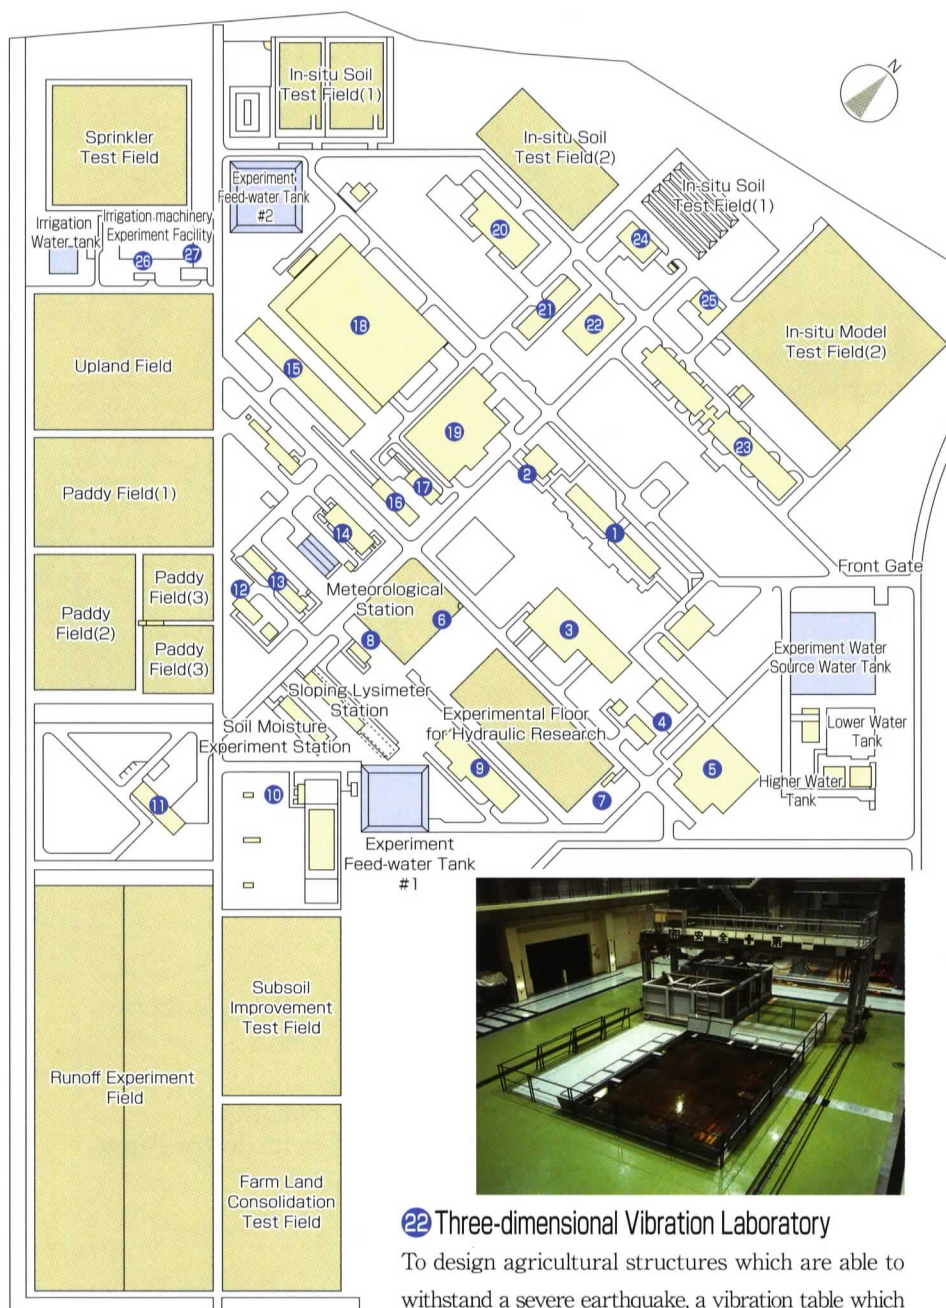 N
In-situ Soil
Test Field(1)
Sprinkler
Test Field
In-situ Soil
Test Field(2)
Experiment
Feed-water Tank
#2
In-situ Soil
Test Field(1)
Irrigation
Water tank
Irrigation machinery
Experiment Facility
20
24
26
27
21
25
22
18
In-situ Model
Test Field(2)
Upland Field
15
19
23
2
Paddy Field(1)
17
16
14
1
Front Gate
Paddy
Field(2)
Paddy
Field(3)
Paddy
Field(3)
12
13
Meteorological
Station
6
3
8
Experiment Water
Source Water Tank
Sloping Lysimeter
Station
Soil Moisture
Experiment Station
Experimental Floor
for Hydraulic Research
4
Lower Water
Tank
9
5
Higher Water
Tank
7
10
11
Experiment
Feed-water Tank
#1
Subsoil
Improvement
Test Field
Runoff Experiment
Field
Farm Land
Consolidation
Test Field
安全十第一
22 Three-dimensional Vibration Laboratory
To design agricultural structures which are able to
withstand a severe earthquake, a vibration table which